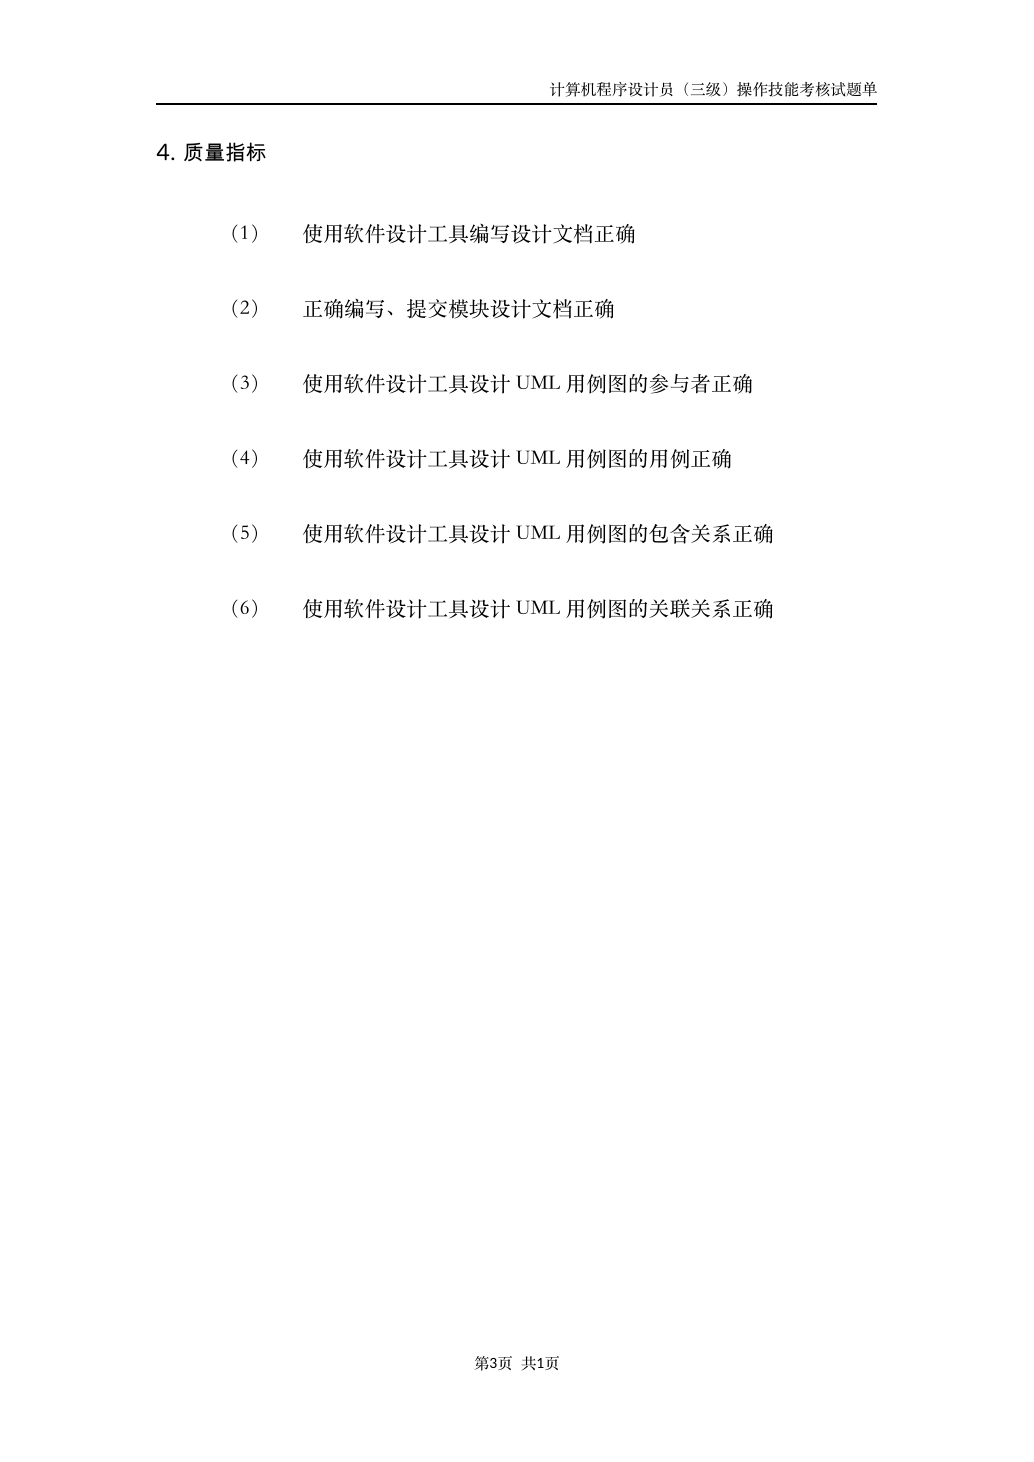 计算机程序设计员（三级）操作技能考核试题单
4. 质量指标
（1） 使用软件设计工具编写设计文档正确
（2） 正确编写、提交模块设计文档正确
（3） 使用软件设计工具设计 UML 用例图的参与者正确
（4） 使用软件设计工具设计 UML 用例图的用例正确
（5） 使用软件设计工具设计 UML 用例图的包含关系正确
（6） 使用软件设计工具设计 UML 用例图的关联关系正确
第3页 共1页